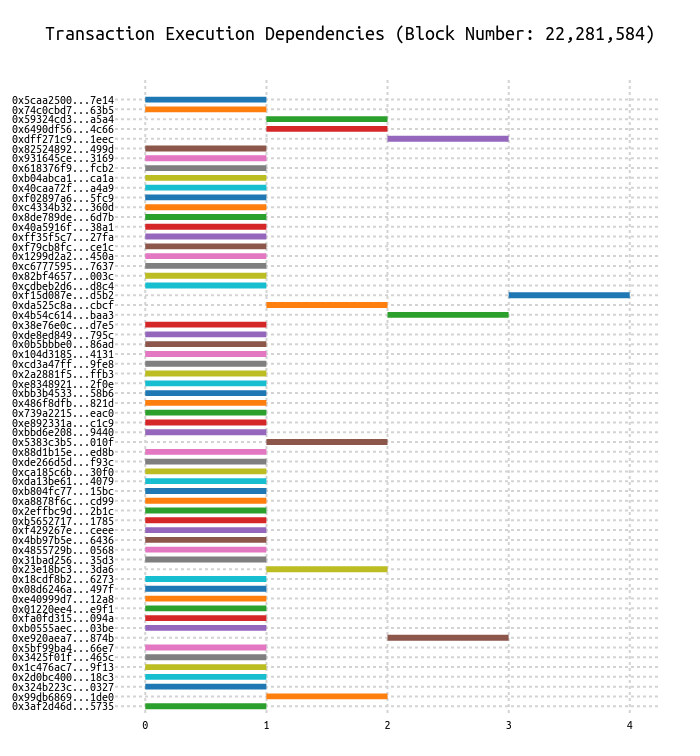 Transaction Execution Dependencies (Block Number: 22,281,584)
0x5caa2500...7e14
0x74c0cbd7...63b5
0x59324cd3...a5a4
0x6490df56...4c66
0xdff271c9...1eec
0x82524892...499d
0x931645ce...3169
0x618376f9...fcb2
0xb04abca1...ca1a
0x40caa72f...a4a9
0xf02897a6...5fc9
0xc4334b32...360d
0x8de789de...6d7b
0x40a5916f...38a1
0xff35f5c7...27fa
0xf79cb8fc...ce1c
0x1299d2a2...450a
0xc6777595...7637
0x82bf4657...003c
0xcdbeb2d6...d8c4
0xf15d087e...d5b2
0xda525c8a...cbcf
0x4b54c614...baa3
0x38e76e0c...d7e5
0xde8ed849...795c
0x0b5bbbe0...86ad
0x104d3185...4131
0xcd3a47ff...9fe8
0x2a2881f5...ffb3
0xe8348921...2f0e
0xbb3b4533...58b6
0x486f8dfb...821d
0x739a2215...eac0
0xe892331a...c1c9
0xbbd6e208...9440
0x5383c3b5...010f
0x88d1b15e...ed8b
0xde266d5d...f93c
0xca185c6b...30f0
0xda13be61...4079
0xb804fc77...15bc
0xa8878f6c...cd99
0x2effbc9d...2b1c
0xb5652717...1785
0xf429267e...ceee
0x4bb97b5e...6436
0x4855729b...0568
0x31bad256...35d3
0x23e18bc3...3da6
0x18cdf8b2...6273
0x08d6246a...497f
0xe40999d7...12a8
0x01220ee4...e9f1
0xfa0fd315...094a
0xb0555aec...03be
0xe920aea7...874b
0x5bf99ba4...66e7
0x3425f01f...465c
0x1c476ac7...9f13
0x2d0bc400...18c3
0x324b223c...0327
0x99db6869...1de0
0x3af2d46d...5735
0 1 2 3 4